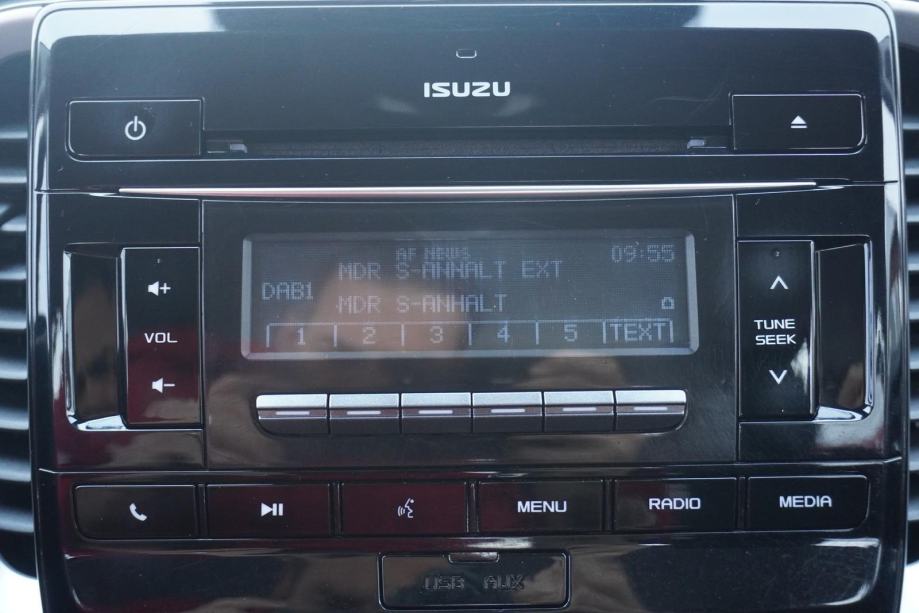 ISUZU
AF NEWS 09:55
MDR S-ANHALT EXT
DAB1
MDR S-ANHALT
1 2 3 4 5 TEXT
VOL
TUNE
SEEK
MENU RADIO MEDIA
USB AUX